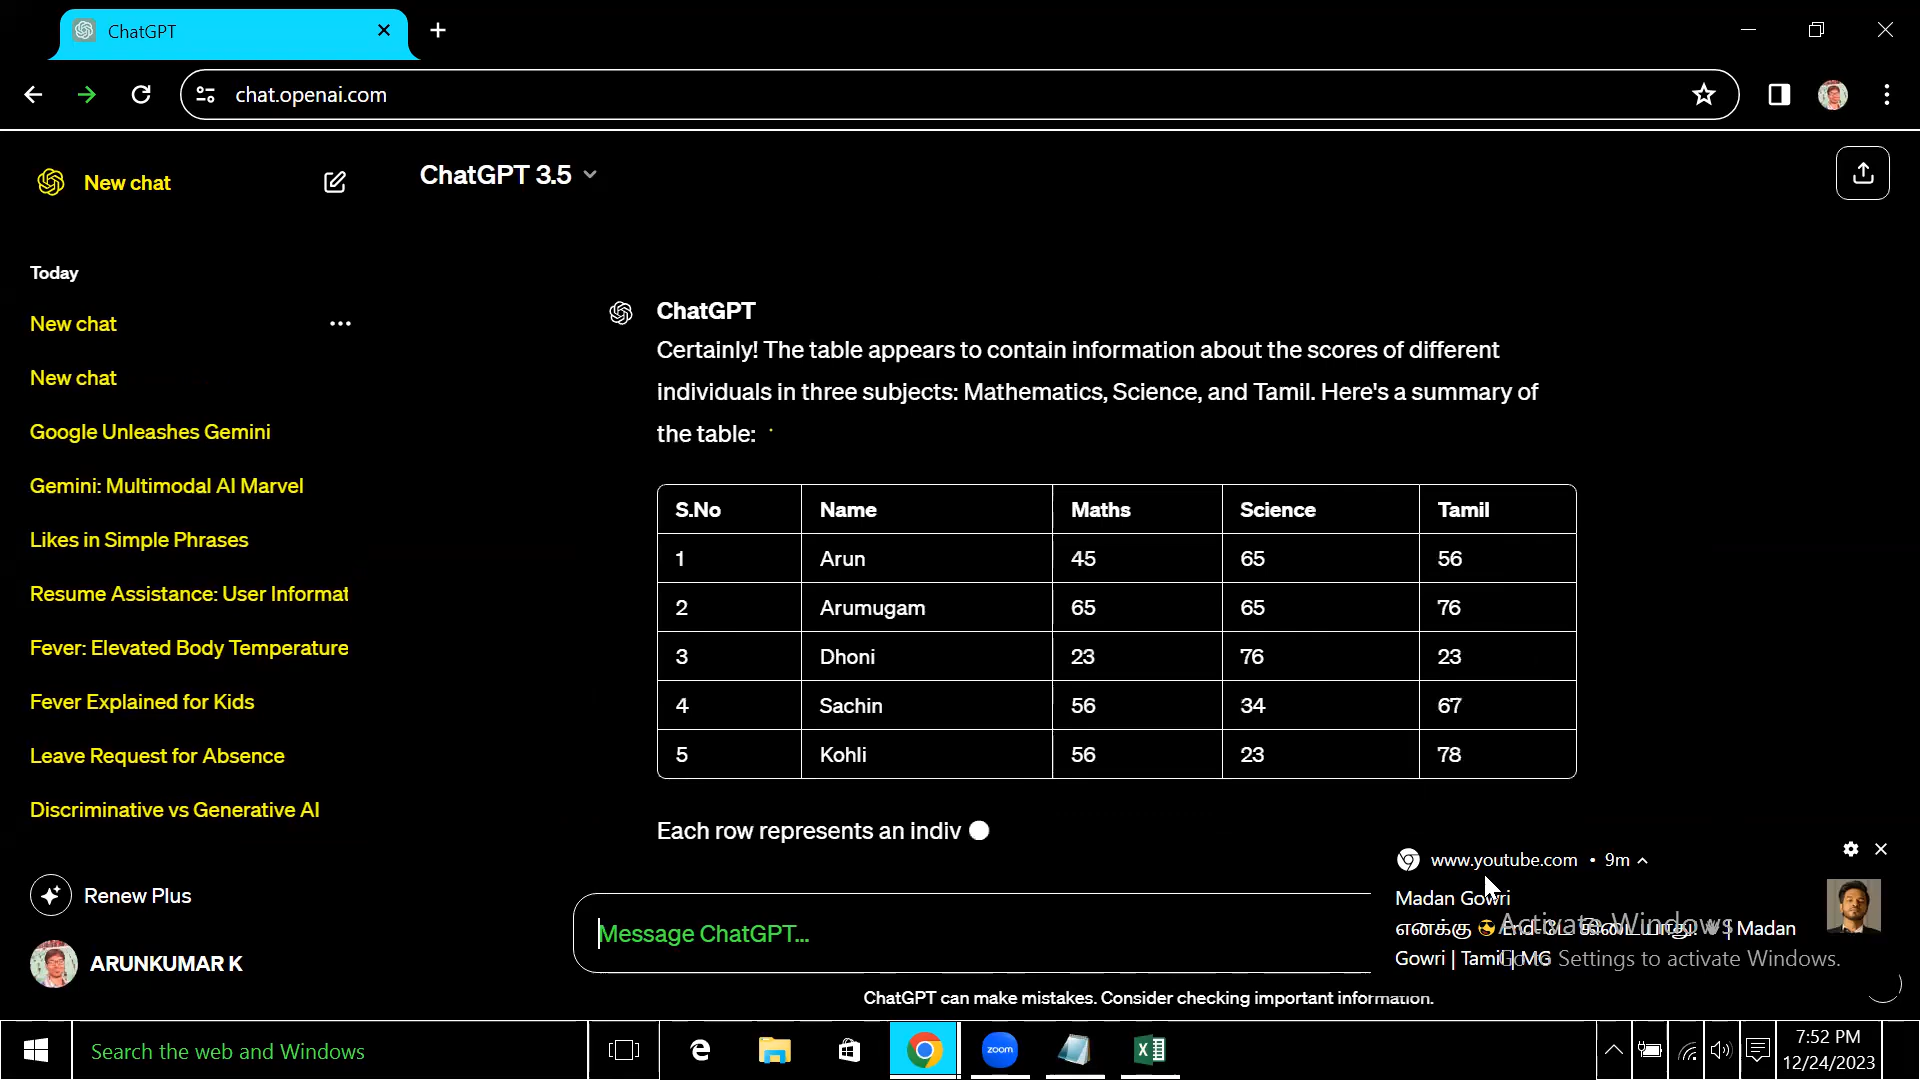 ChatGPT
chat.openai.com
New chat
ChatGPT 3.5
Today
New chat
New chat
Google Unleashes Gemini
Gemini: Multimodal AI Marvel
Likes in Simple Phrases
Resume Assistance: User Informat
Fever: Elevated Body Temperature
Fever Explained for Kids
Leave Request for Absence
Discriminative vs Generative AI
Renew Plus
ARUNKUMAR K
ChatGPT
Certainly! The table appears to contain information about the scores of different
individuals in three subjects: Mathematics, Science, and Tamil. Here's a summary of
the table:
S.No Name Maths Science Tamil
1 Arun 45 65 56
2 Arumugam 65 65 76
3 Dhoni 23 76 23
4 Sachin 56 34 67
5 Kohli 56 23 78
Each row represents an indiv
Message ChatGPT...
ChatGPT can make mistakes. Consider checking important information.
www.youtube.com • 9m
Madan Gowri
எனக்கு 😎 End-டே கிடையாது! | Madan
Gowri | Tamil | MG
Activate Windows
Go to Settings to activate Windows.
Search the web and Windows
zoom
7:52 PM
12/24/2023